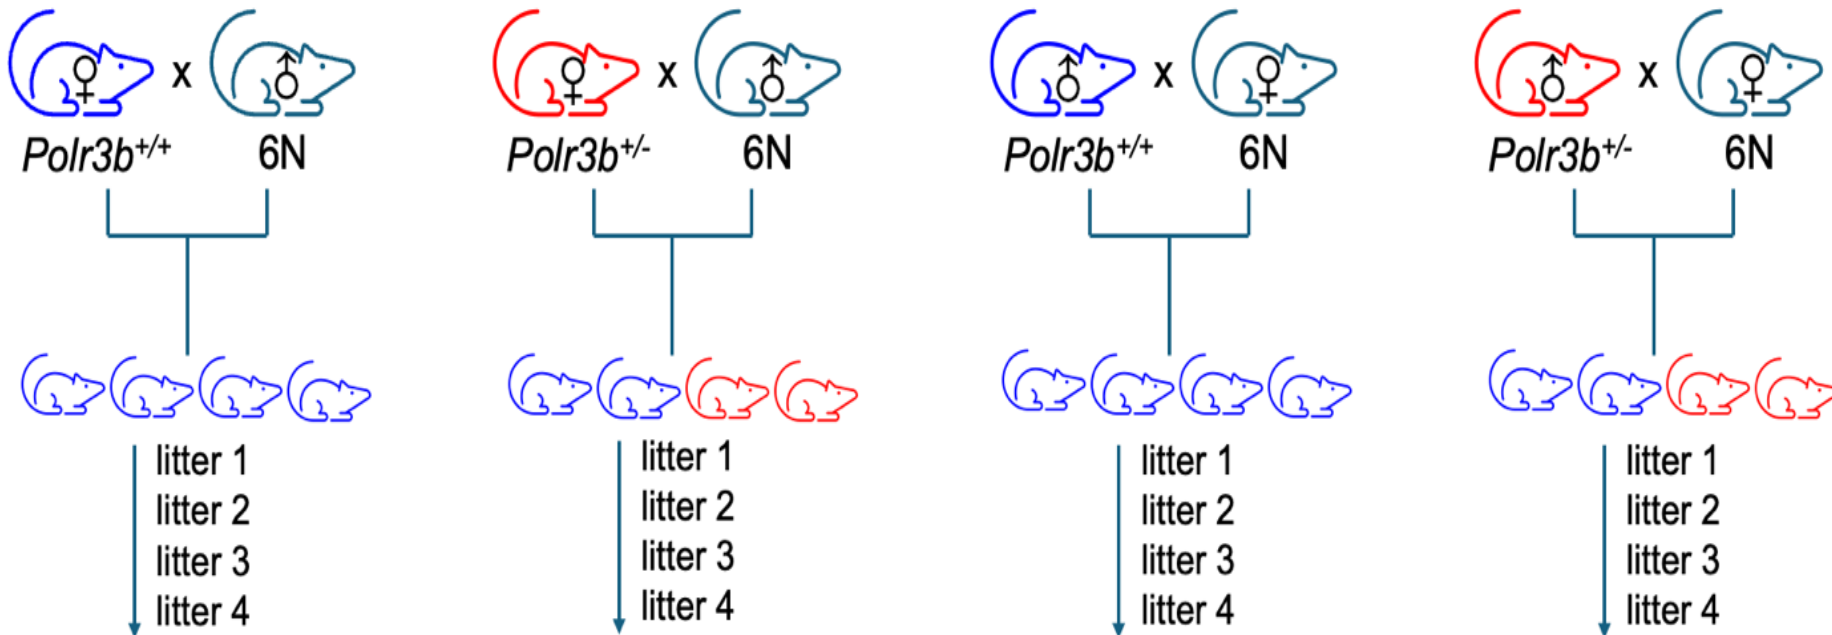 ♀ x ♂ ♀ x ♂ ♂ x ♀ ♂ x ♀
Polr3b+/+ 6N Polr3b+/- 6N Polr3b+/+ 6N Polr3b+/- 6N
litter 1 litter 1 litter 1 litter 1
litter 2 litter 2 litter 2 litter 2
litter 3 litter 3 litter 3 litter 3
litter 4 litter 4 litter 4 litter 4